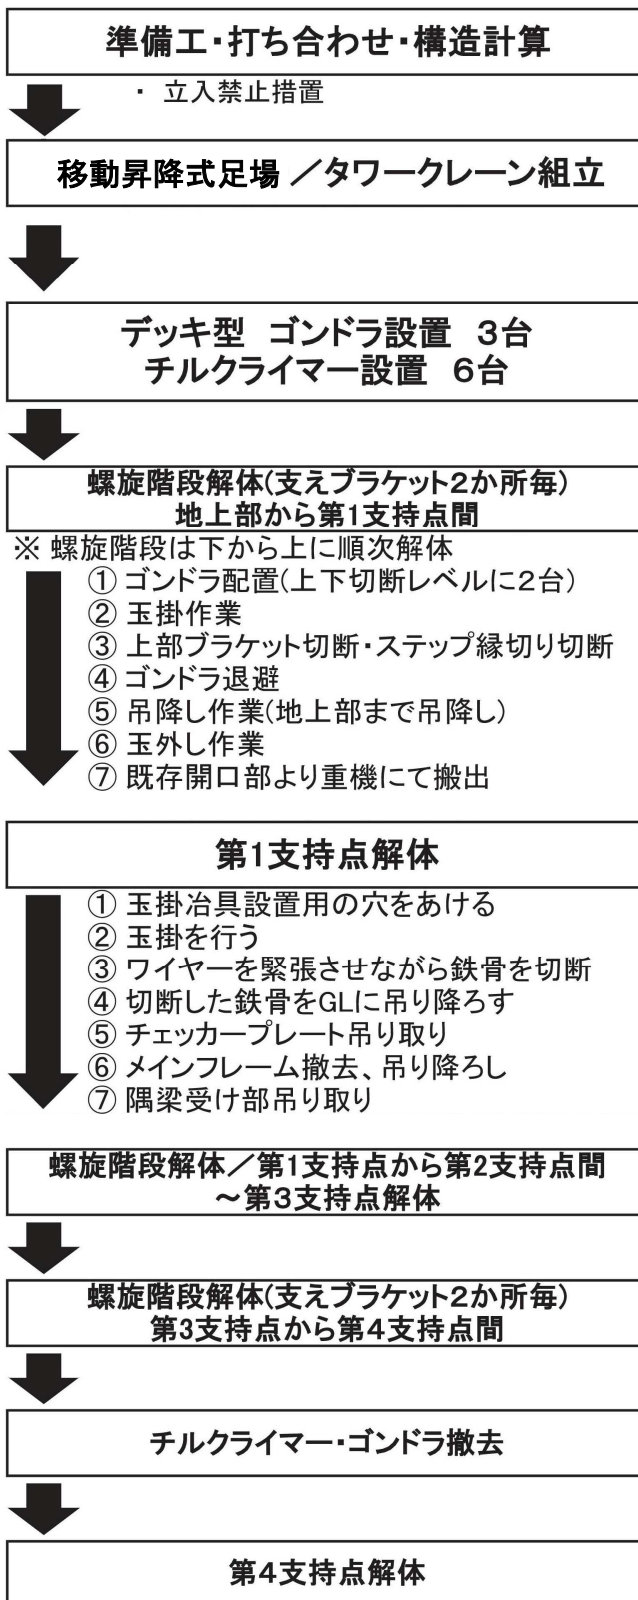 準備工・打ち合わせ・構造計算
・ 立入禁止措置
移動昇降式足場 ／タワークレーン組立
デッキ型 ゴンドラ設置 3台
チルクライマー設置 6台
螺旋階段解体(支えブラケット2か所毎)
地上部から第1支持点間
※ 螺旋階段は下から上に順次解体
① ゴンドラ配置(上下切断レベルに2台)
② 玉掛作業
③ 上部ブラケット切断・ステップ縁切り切断
④ ゴンドラ退避
⑤ 吊降し作業(地上部まで吊降し)
⑥ 玉外し作業
⑦ 既存開口部より重機にて搬出
第1支持点解体
① 玉掛冶具設置用の穴をあける
② 玉掛を行う
③ ワイヤーを緊張させながら鉄骨を切断
④ 切断した鉄骨をGLに吊り降ろす
⑤ チェッカープレート吊り取り
⑥ メインフレーム撤去、吊り降ろし
⑦ 隅梁受け部吊り取り
螺旋階段解体／第1支持点から第2支持点間
～第3支持点解体
螺旋階段解体(支えブラケット2か所毎)
第3支持点から第4支持点間
チルクライマー・ゴンドラ撤去
第4支持点解体